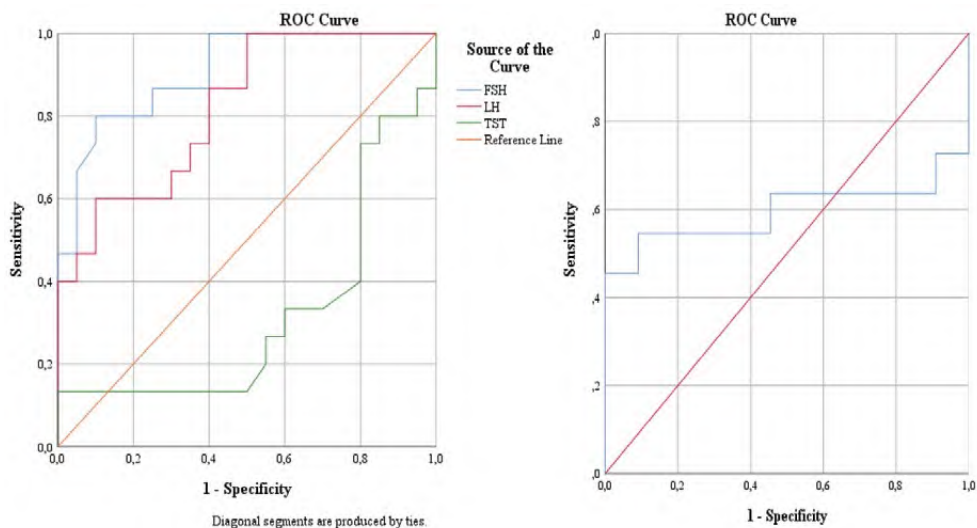 ROC Curve
1,0
0,8
0,6
0,4
0,2
0,0
Sensitivity
0,0
0,2
0,4
0,6
0,8
1,0
1 - Specificity
Diagonal segments are produced by ties.
Source of the
Curve
FSH
LH
TST
Reference Line
ROC Curve
,0
,8
,6
,4
,2
,0
Sensitivity
0,0
0,2
0,4
0,6
0,8
1,0
1 - Specificity